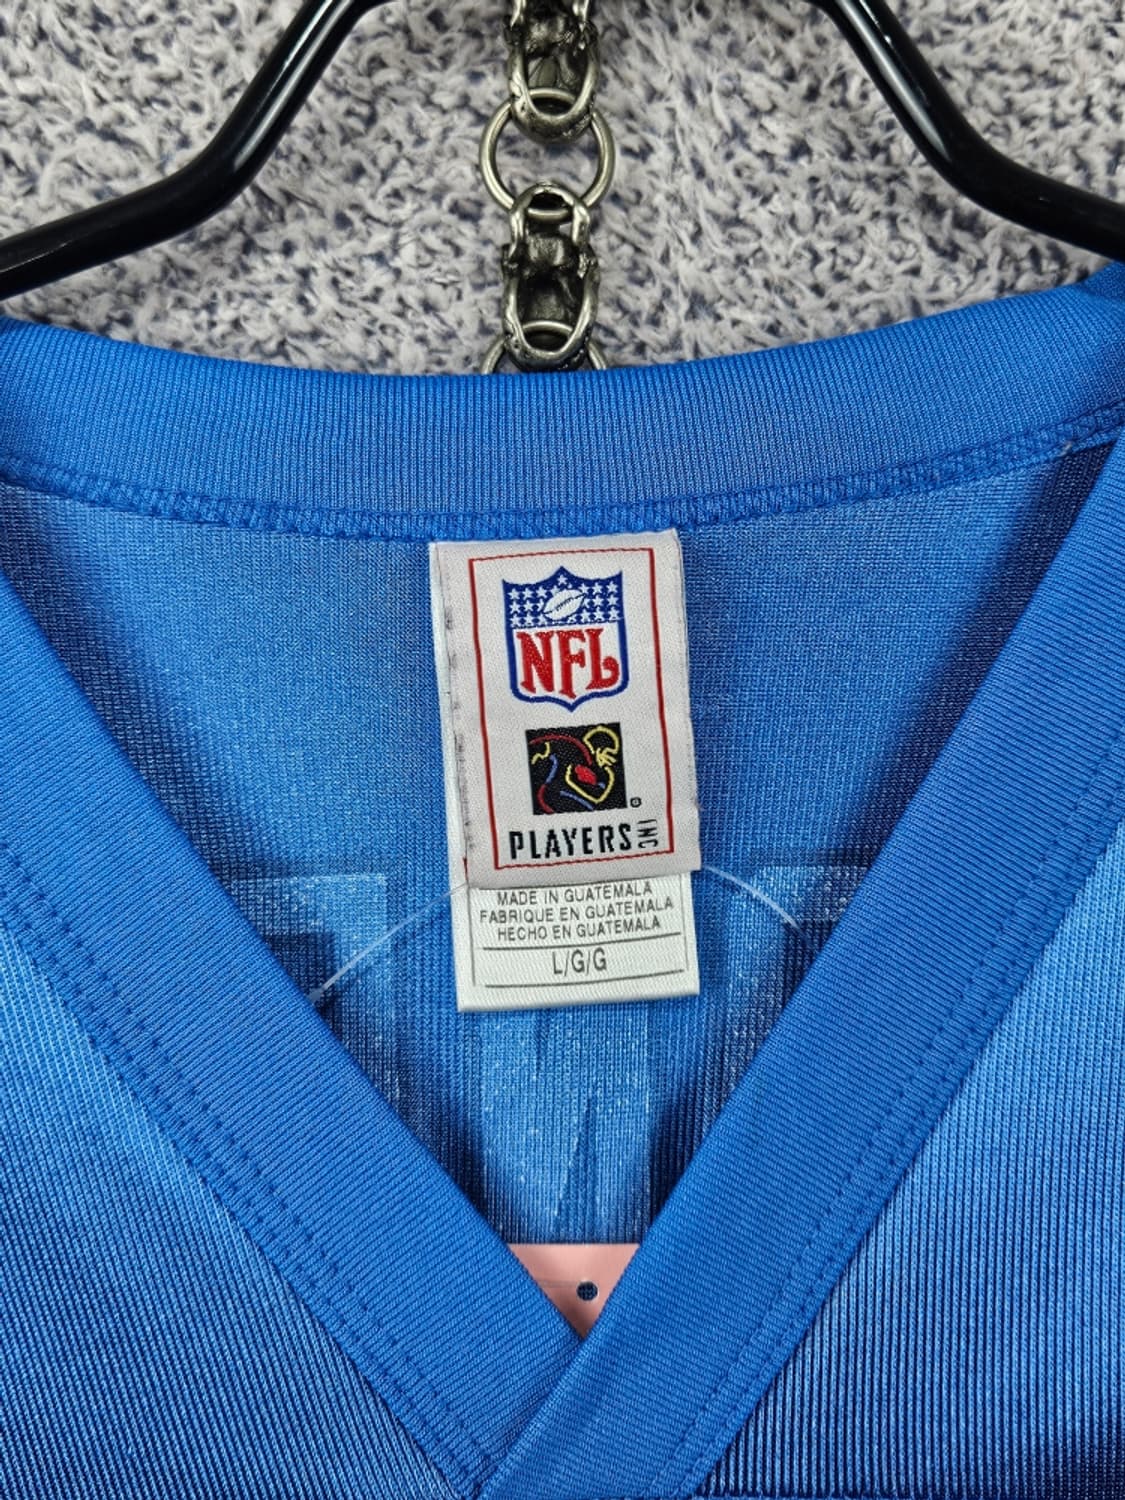 NFL
®
PLAYERS INC
MADE IN GUATEMALA
FABRIQUE EN GUATEMALA
HECHO EN GUATEMALA
L/G/G